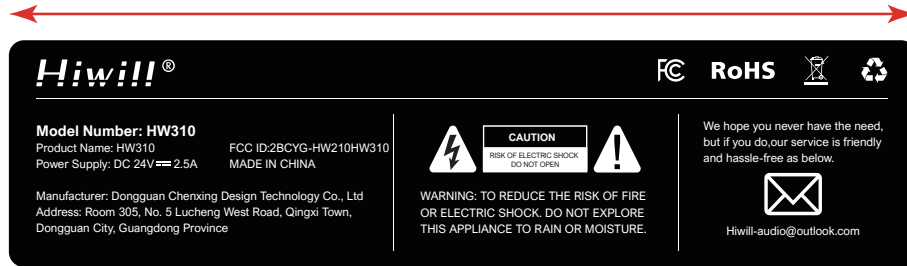 Hiwill®
FC RoHS
Model Number: HW310
Product Name: HW310 FCC ID:2BCYG-HW210HW310
Power Supply: DC 24V⎓2.5A MADE IN CHINA
Manufacturer: Dongguan Chenxing Design Technology Co., Ltd
Address: Room 305, No. 5 Lucheng West Road, Qingxi Town,
Dongguan City, Guangdong Province
CAUTION
RISK OF ELECTRIC SHOCK
DO NOT OPEN
WARNING: TO REDUCE THE RISK OF FIRE
OR ELECTRIC SHOCK. DO NOT EXPLORE
THIS APPLIANCE TO RAIN OR MOISTURE.
We hope you never have the need,
but if you do,our service is friendly
and hassle-free as below.
Hiwill-audio@outlook.com